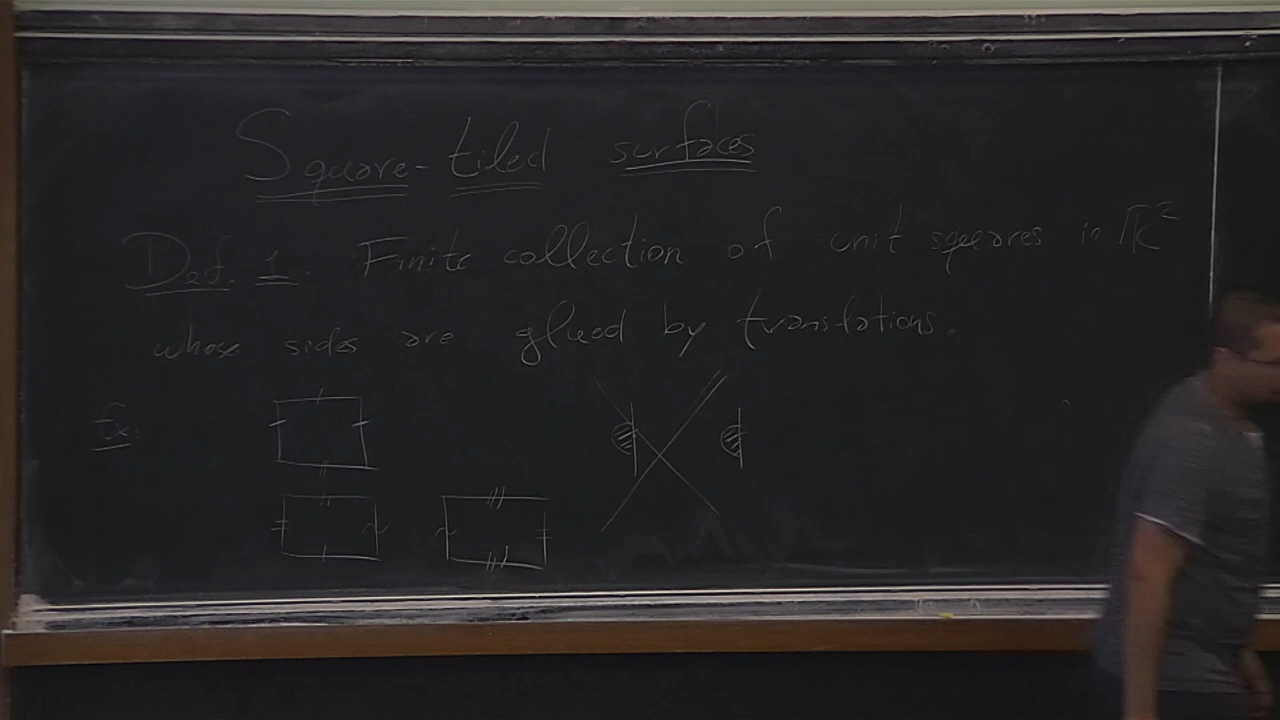 Square-tiled surfaces
Def. 1: Finite collection of unit squares in ℝ²
whose sides are glued by translations.
Ex: